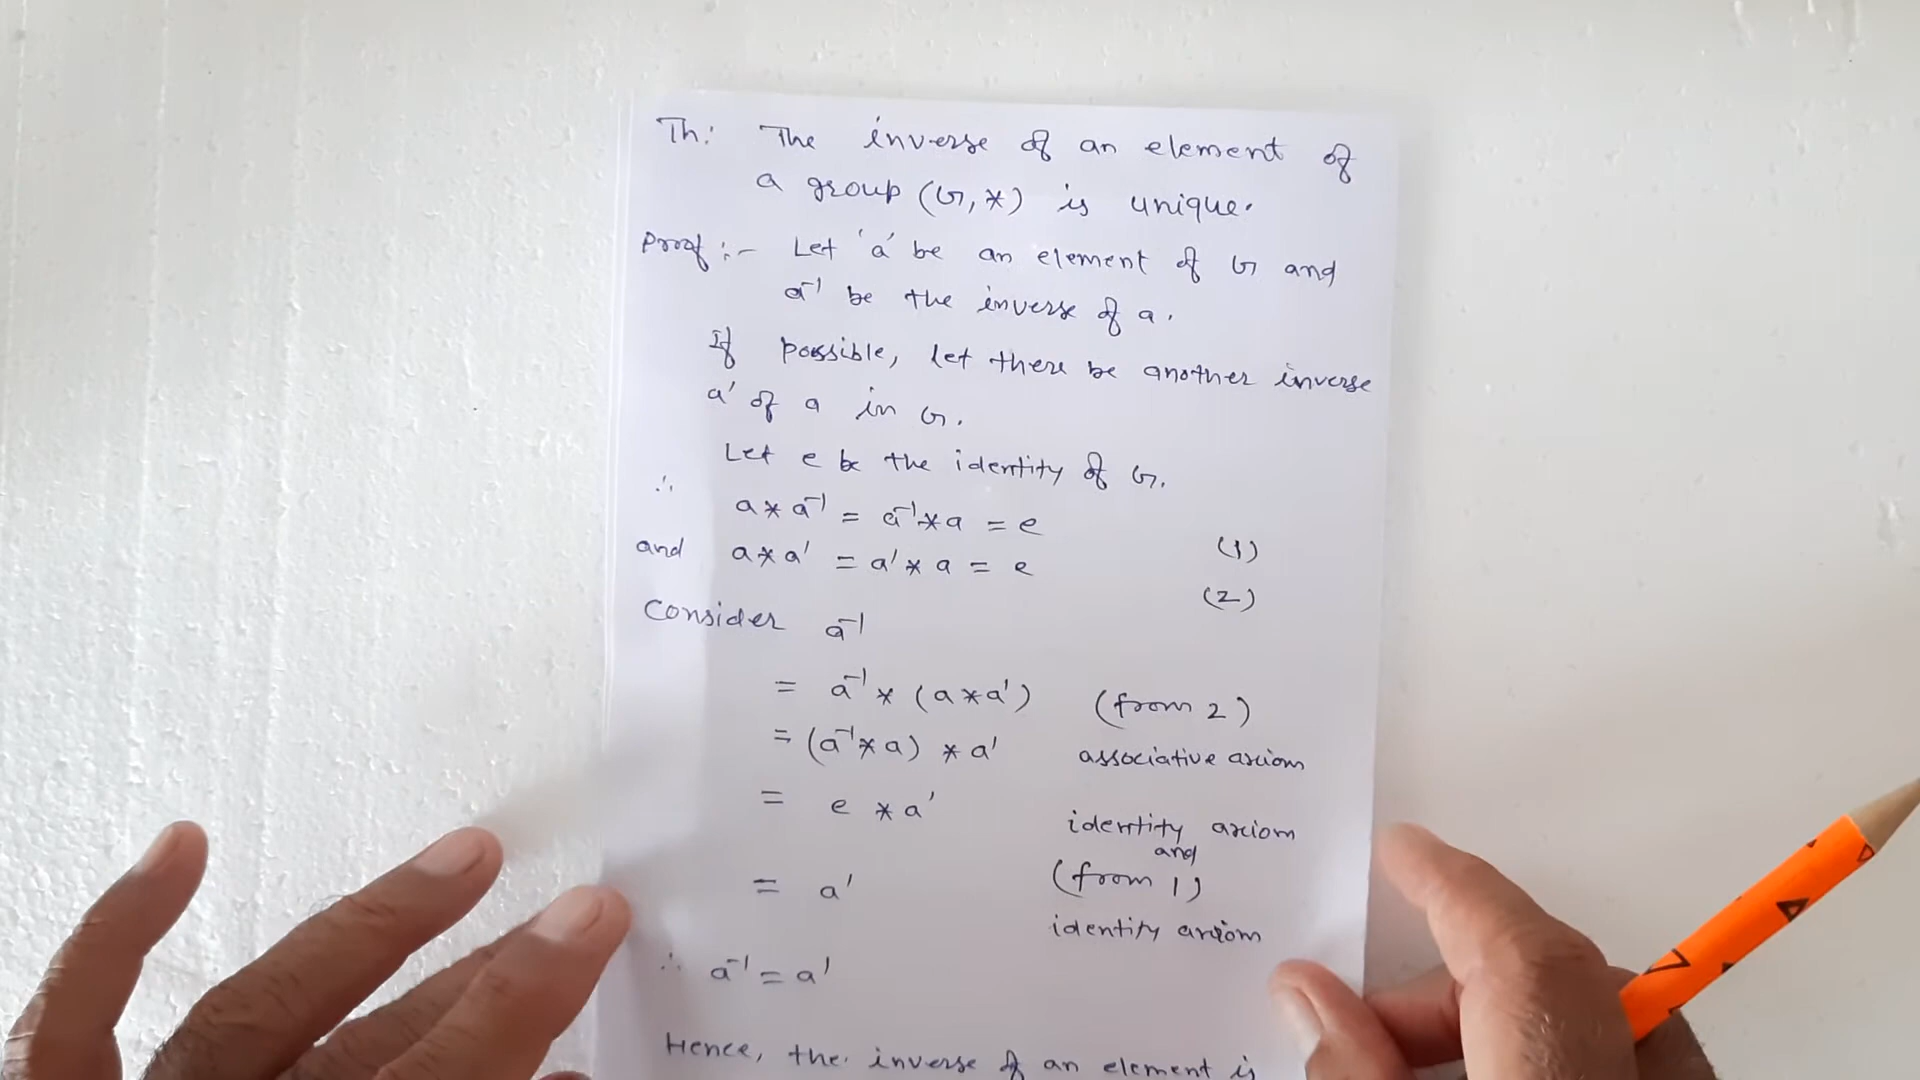 Th: The inverse of an element of
a group (G, *) is unique.
Proof :- Let 'a' be an element of G and
a⁻¹ be the inverse of a.
If possible, let there be another inverse
a' of a in G.
Let e be the identity of G.
∴ a * a⁻¹ = a⁻¹ * a = e (1)
and a * a' = a' * a = e (2)
Consider a⁻¹
= a⁻¹ * (a * a') (from 2)
= (a⁻¹ * a) * a' associative axiom
= e * a' identity axiom
and
(from 1)
= a' identity axiom
∴ a⁻¹ = a'
Hence, the inverse of an element is